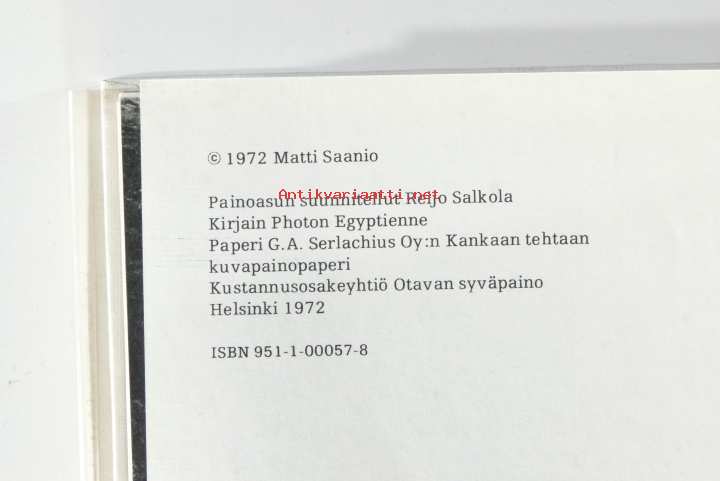 © 1972 Matti Saanio
Painoasun suunnitellut Reijo Salkola
Antikvariaatti.net
Kirjain Photon Egyptienne
Paperi G.A. Serlachius Oy:n Kankaan tehtaan
kuvapainopaperi
Kustannusosakeyhtiö Otavan syväpaino
Helsinki 1972
ISBN 951-1-00057-8